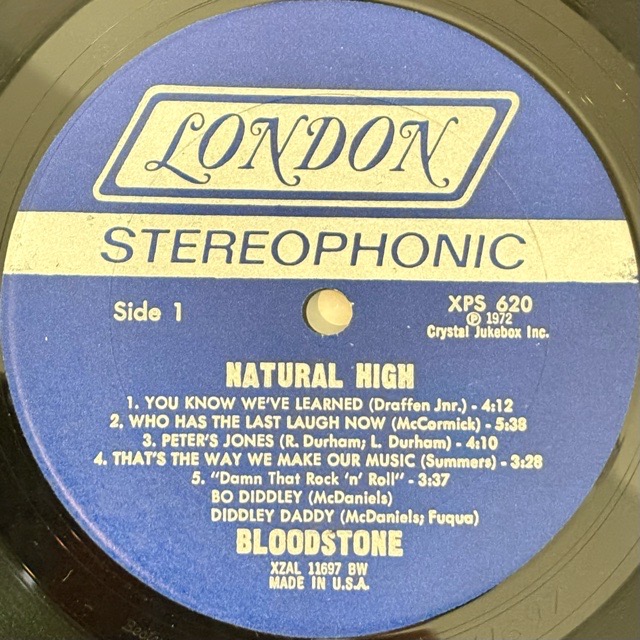 LONDON
STEREOPHONIC
Side 1
XPS 620
℗ 1972
Crystal Jukebox Inc.
NATURAL HIGH
1. YOU KNOW WE'VE LEARNED (Draffen Jnr.) - 4:12
2. WHO HAS THE LAST LAUGH NOW (McCormick) - 5:38
3. PETER'S JONES (R. Durham; L. Durham) - 4:10
4. THAT'S THE WAY WE MAKE OUR MUSIC (Summers) - 3:28
5. "Damn That Rock 'n' Roll" - 3:37
BO DIDDLEY (McDaniels)
DIDDLEY DADDY (McDaniels; Fuqua)
BLOODSTONE
XZAL 11697 BW
MADE IN U.S.A.